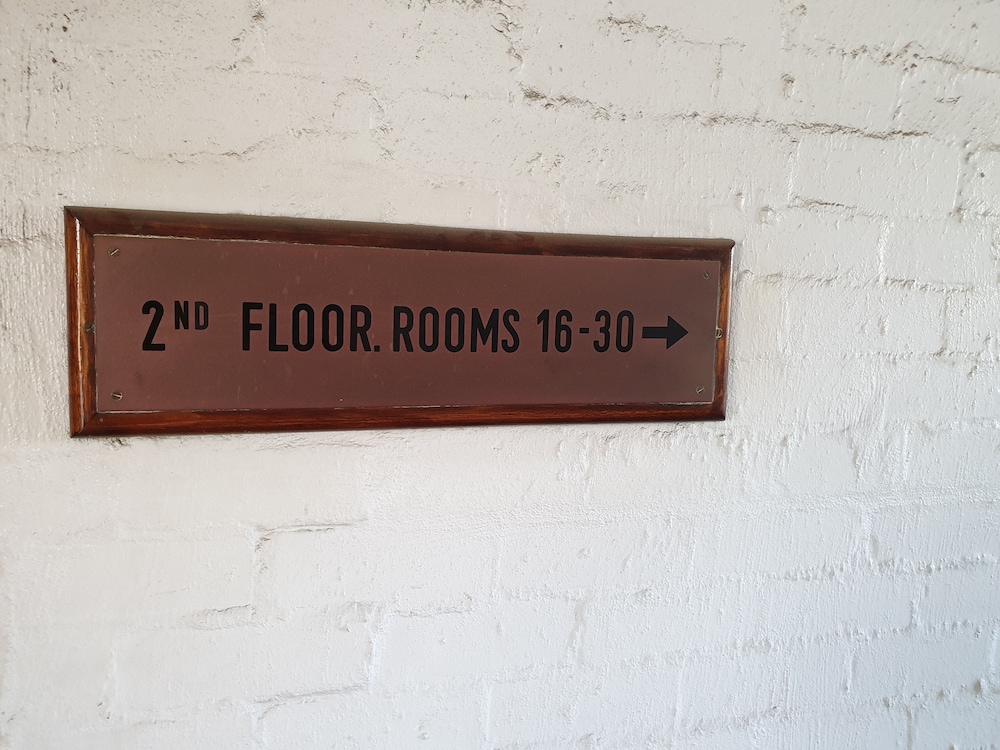 2ND FLOOR. ROOMS 16-30 →